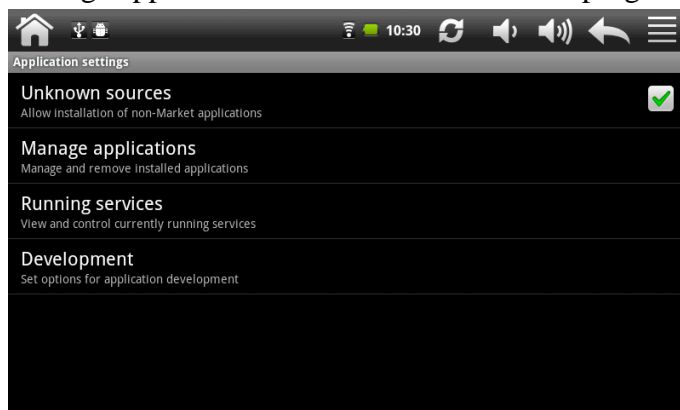 10:30
Application settings
Unknown sources
Allow installation of non-Market applications
Manage applications
Manage and remove installed applications
Running services
View and control currently running services
Development
Set options for application development